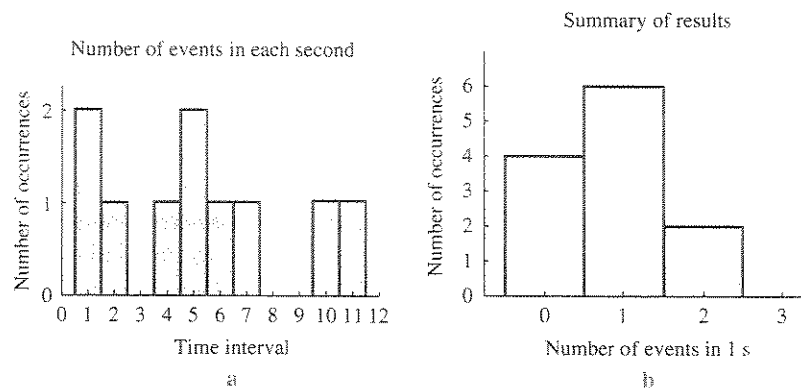 Number of events in each second
Number of occurrences
2
1
0
0 1 2 3 4 5 6 7 8 9 10 11 12
Time interval
a
Summary of results
Number of occurrences
6
5
4
3
2
1
0
0 1 2 3
Number of events in 1 s
b